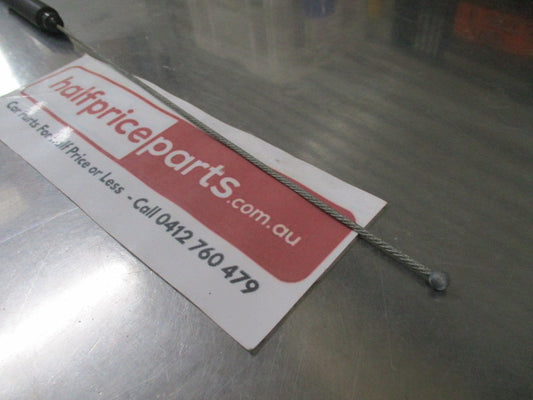 halfpriceparts.com.au
Car Parts For Half Price or Less - Call 0412 760 479